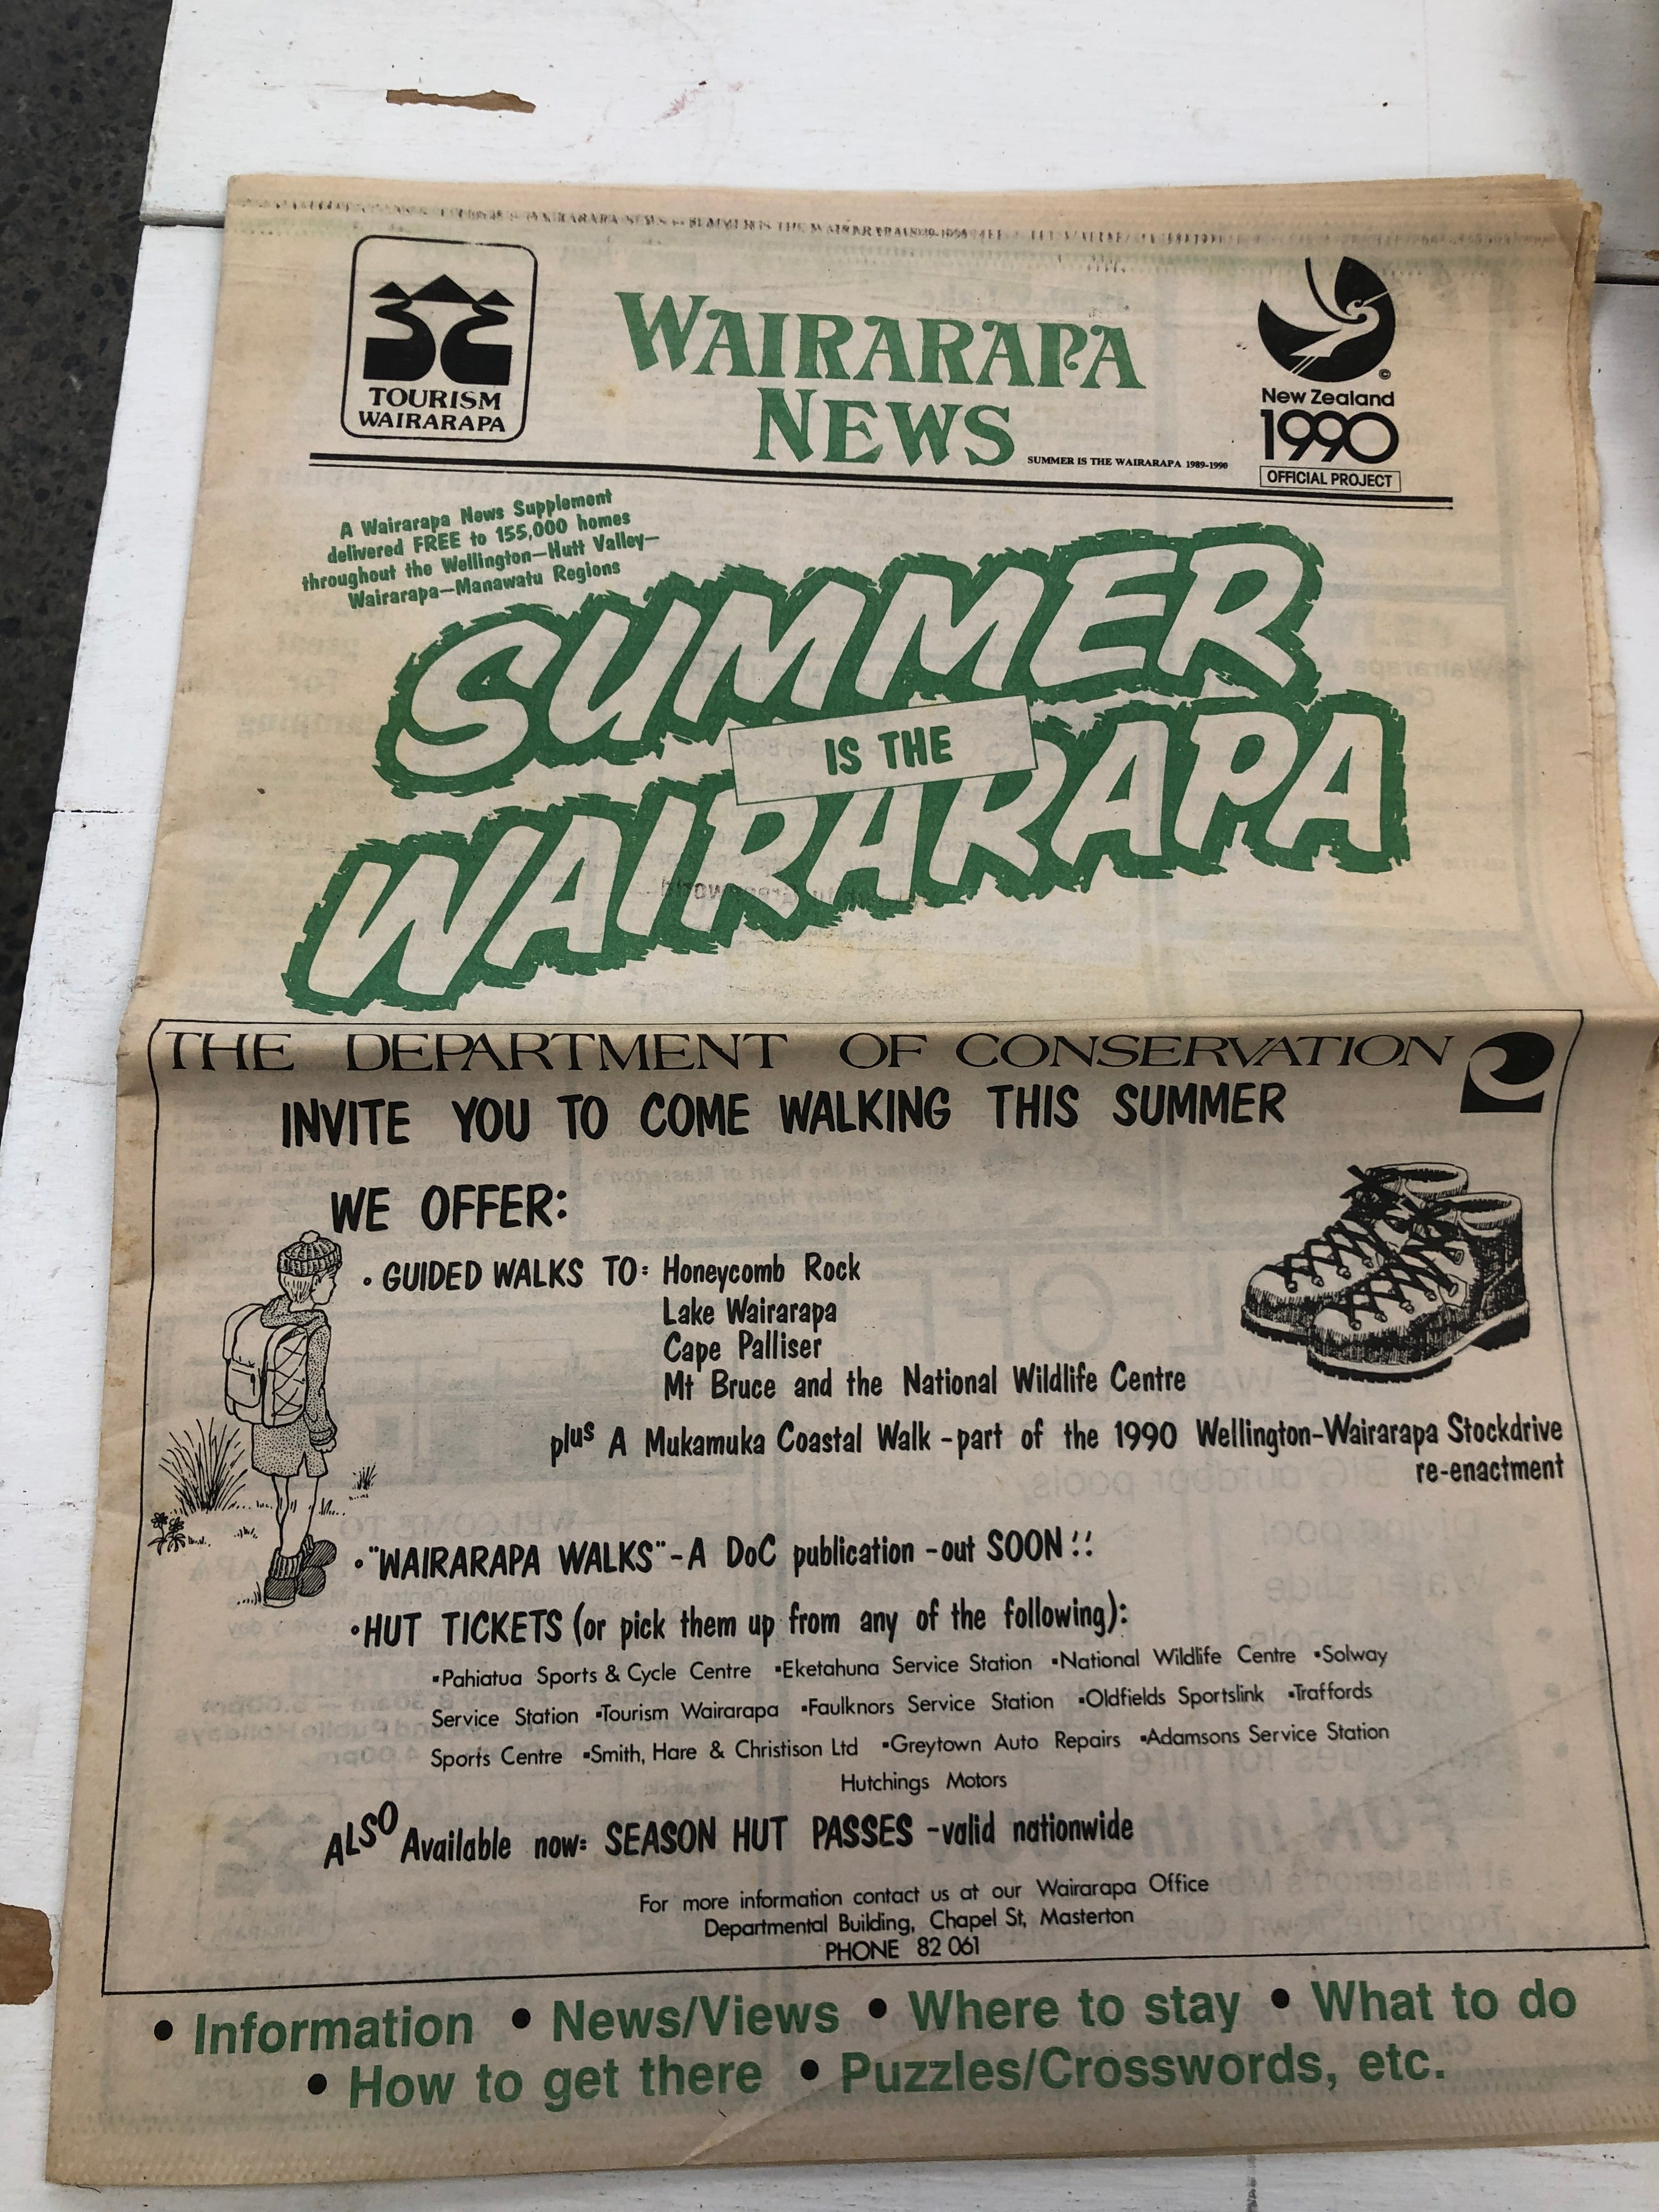 TOURISM
WAIRARAPA
WAIRARAPA
NEWS
SUMMER IS THE WAIRARAPA 1989-1990
©
New Zealand
1990
OFFICIAL PROJECT
A Wairarapa News Supplement
delivered FREE to 155,000 homes
throughout the Wellington—Hutt Valley—
Wairarapa—Manawatu Regions
SUMMER
IS THE
WAIRARAPA
THE DEPARTMENT OF CONSERVATION
INVITE YOU TO COME WALKING THIS SUMMER
WE OFFER:
• GUIDED WALKS TO: Honeycomb Rock
Lake Wairarapa
Cape Palliser
Mt Bruce and the National Wildlife Centre
plus A Mukamuka Coastal Walk - part of the 1990 Wellington-Wairarapa Stockdrive
re-enactment
• "WAIRARAPA WALKS" - A DoC publication - out SOON!!
• HUT TICKETS (or pick them up from any of the following):
▪Pahiatua Sports & Cycle Centre ▪Eketahuna Service Station ▪National Wildlife Centre ▪Solway
Service Station ▪Tourism Wairarapa ▪Faulknors Service Station ▪Oldfields Sportslink ▪Traffords
Sports Centre ▪Smith, Hare & Christison Ltd ▪Greytown Auto Repairs ▪Adamsons Service Station
Hutchings Motors
ALSO Available now: SEASON HUT PASSES - valid nationwide
For more information contact us at our Wairarapa Office
Departmental Building, Chapel St, Masterton
PHONE 82 061
• Information • News/Views • Where to stay • What to do
• How to get there • Puzzles/Crosswords, etc.